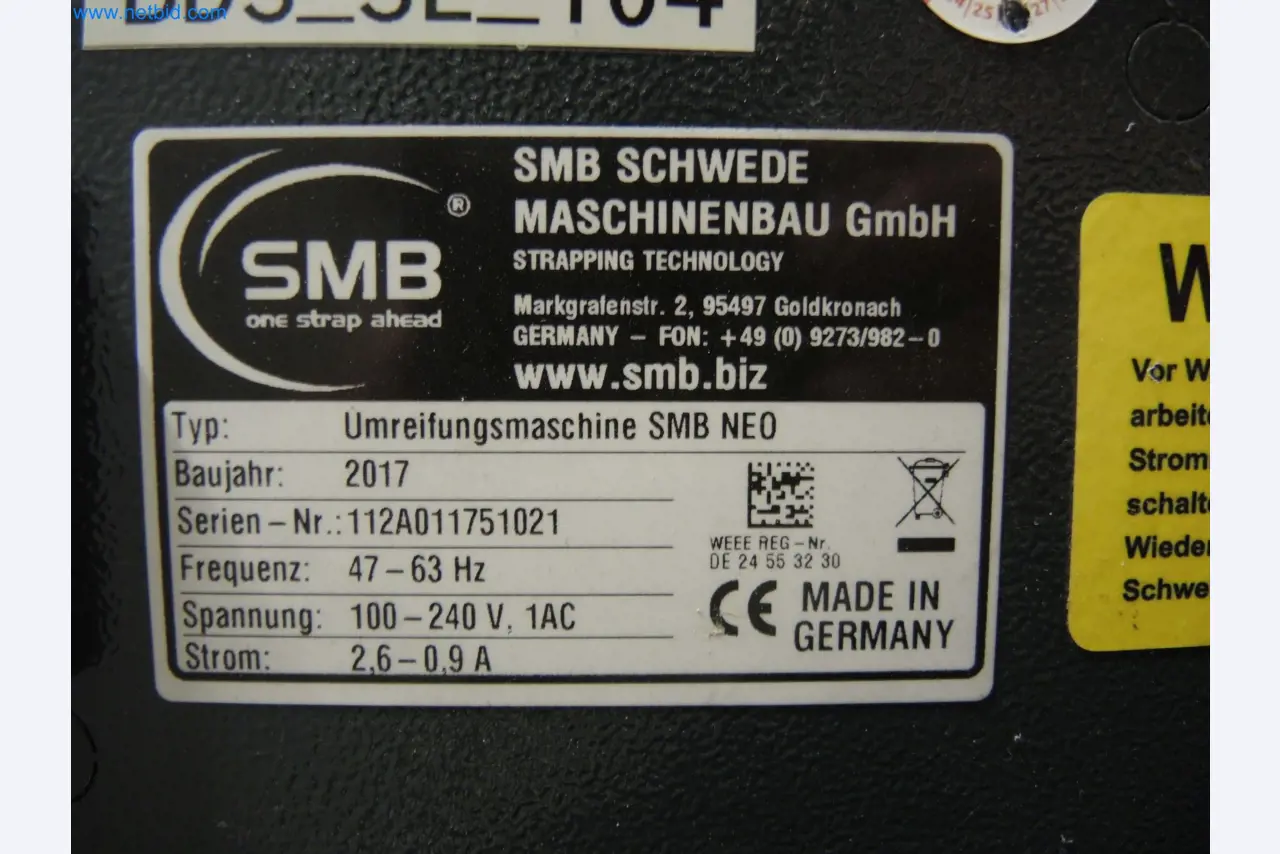 www.netbid.com
SMB
®
one strap ahead
SMB SCHWEDE
MASCHINENBAU GmbH
STRAPPING TECHNOLOGY
Markgrafenstr. 2, 95497 Goldkronach
GERMANY – FON: +49 (0) 9273/982–0
www.smb.biz
Typ: Umreifungsmaschine SMB NEO
Baujahr: 2017
Serien–Nr.: 112A011751021
Frequenz: 47–63 Hz
Spannung: 100–240 V, 1AC
Strom: 2,6–0,9 A
WEEE REG–Nr.
DE 24 55 32 30
CE
MADE IN
GERMANY
Vor
Strom